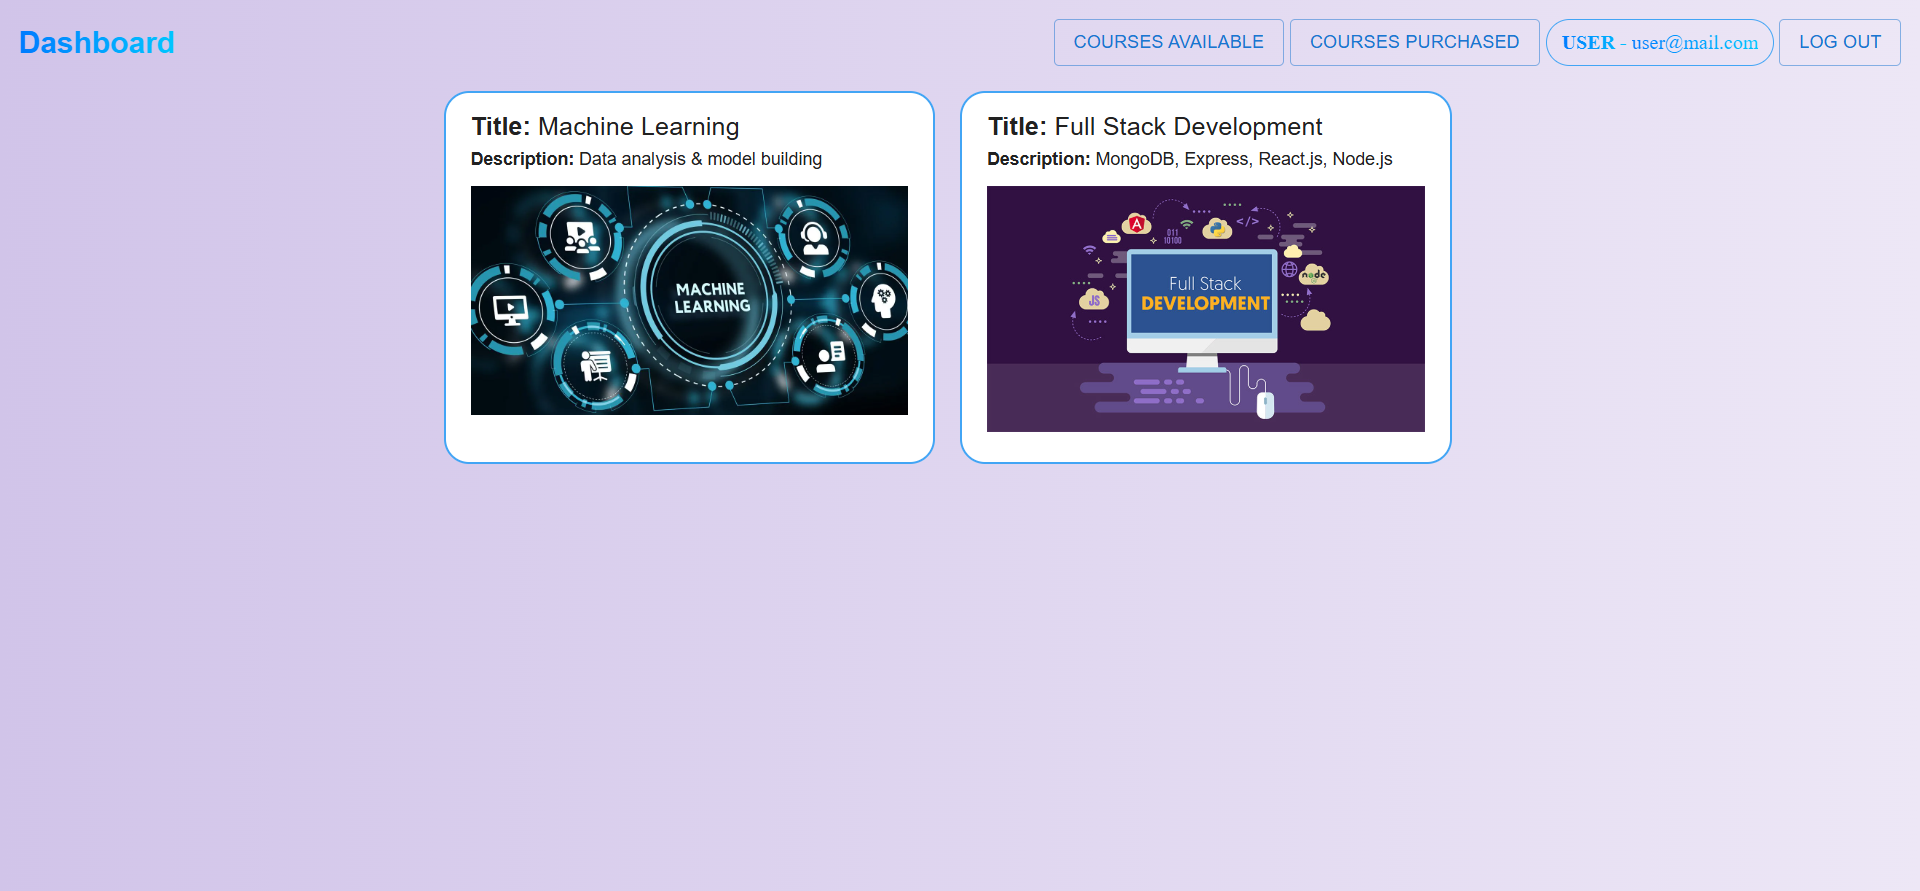 Dashboard
COURSES AVAILABLE
COURSES PURCHASED
USER - user@mail.com
LOG OUT
Title: Machine Learning
Description: Data analysis & model building
MACHINE
LEARNING
Title: Full Stack Development
Description: MongoDB, Express, React.js, Node.js
011
10100
</>
node
JS
Full Stack
DEVELOPMENT